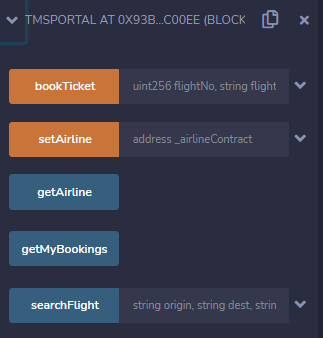 TMSPORTAL AT 0X93B...C00EE (BLOCK
bookTicket uint256 flightNo, string flight
setAirline address _airlineContract
getAirline
getMyBookings
searchFlight string origin, string dest, strin